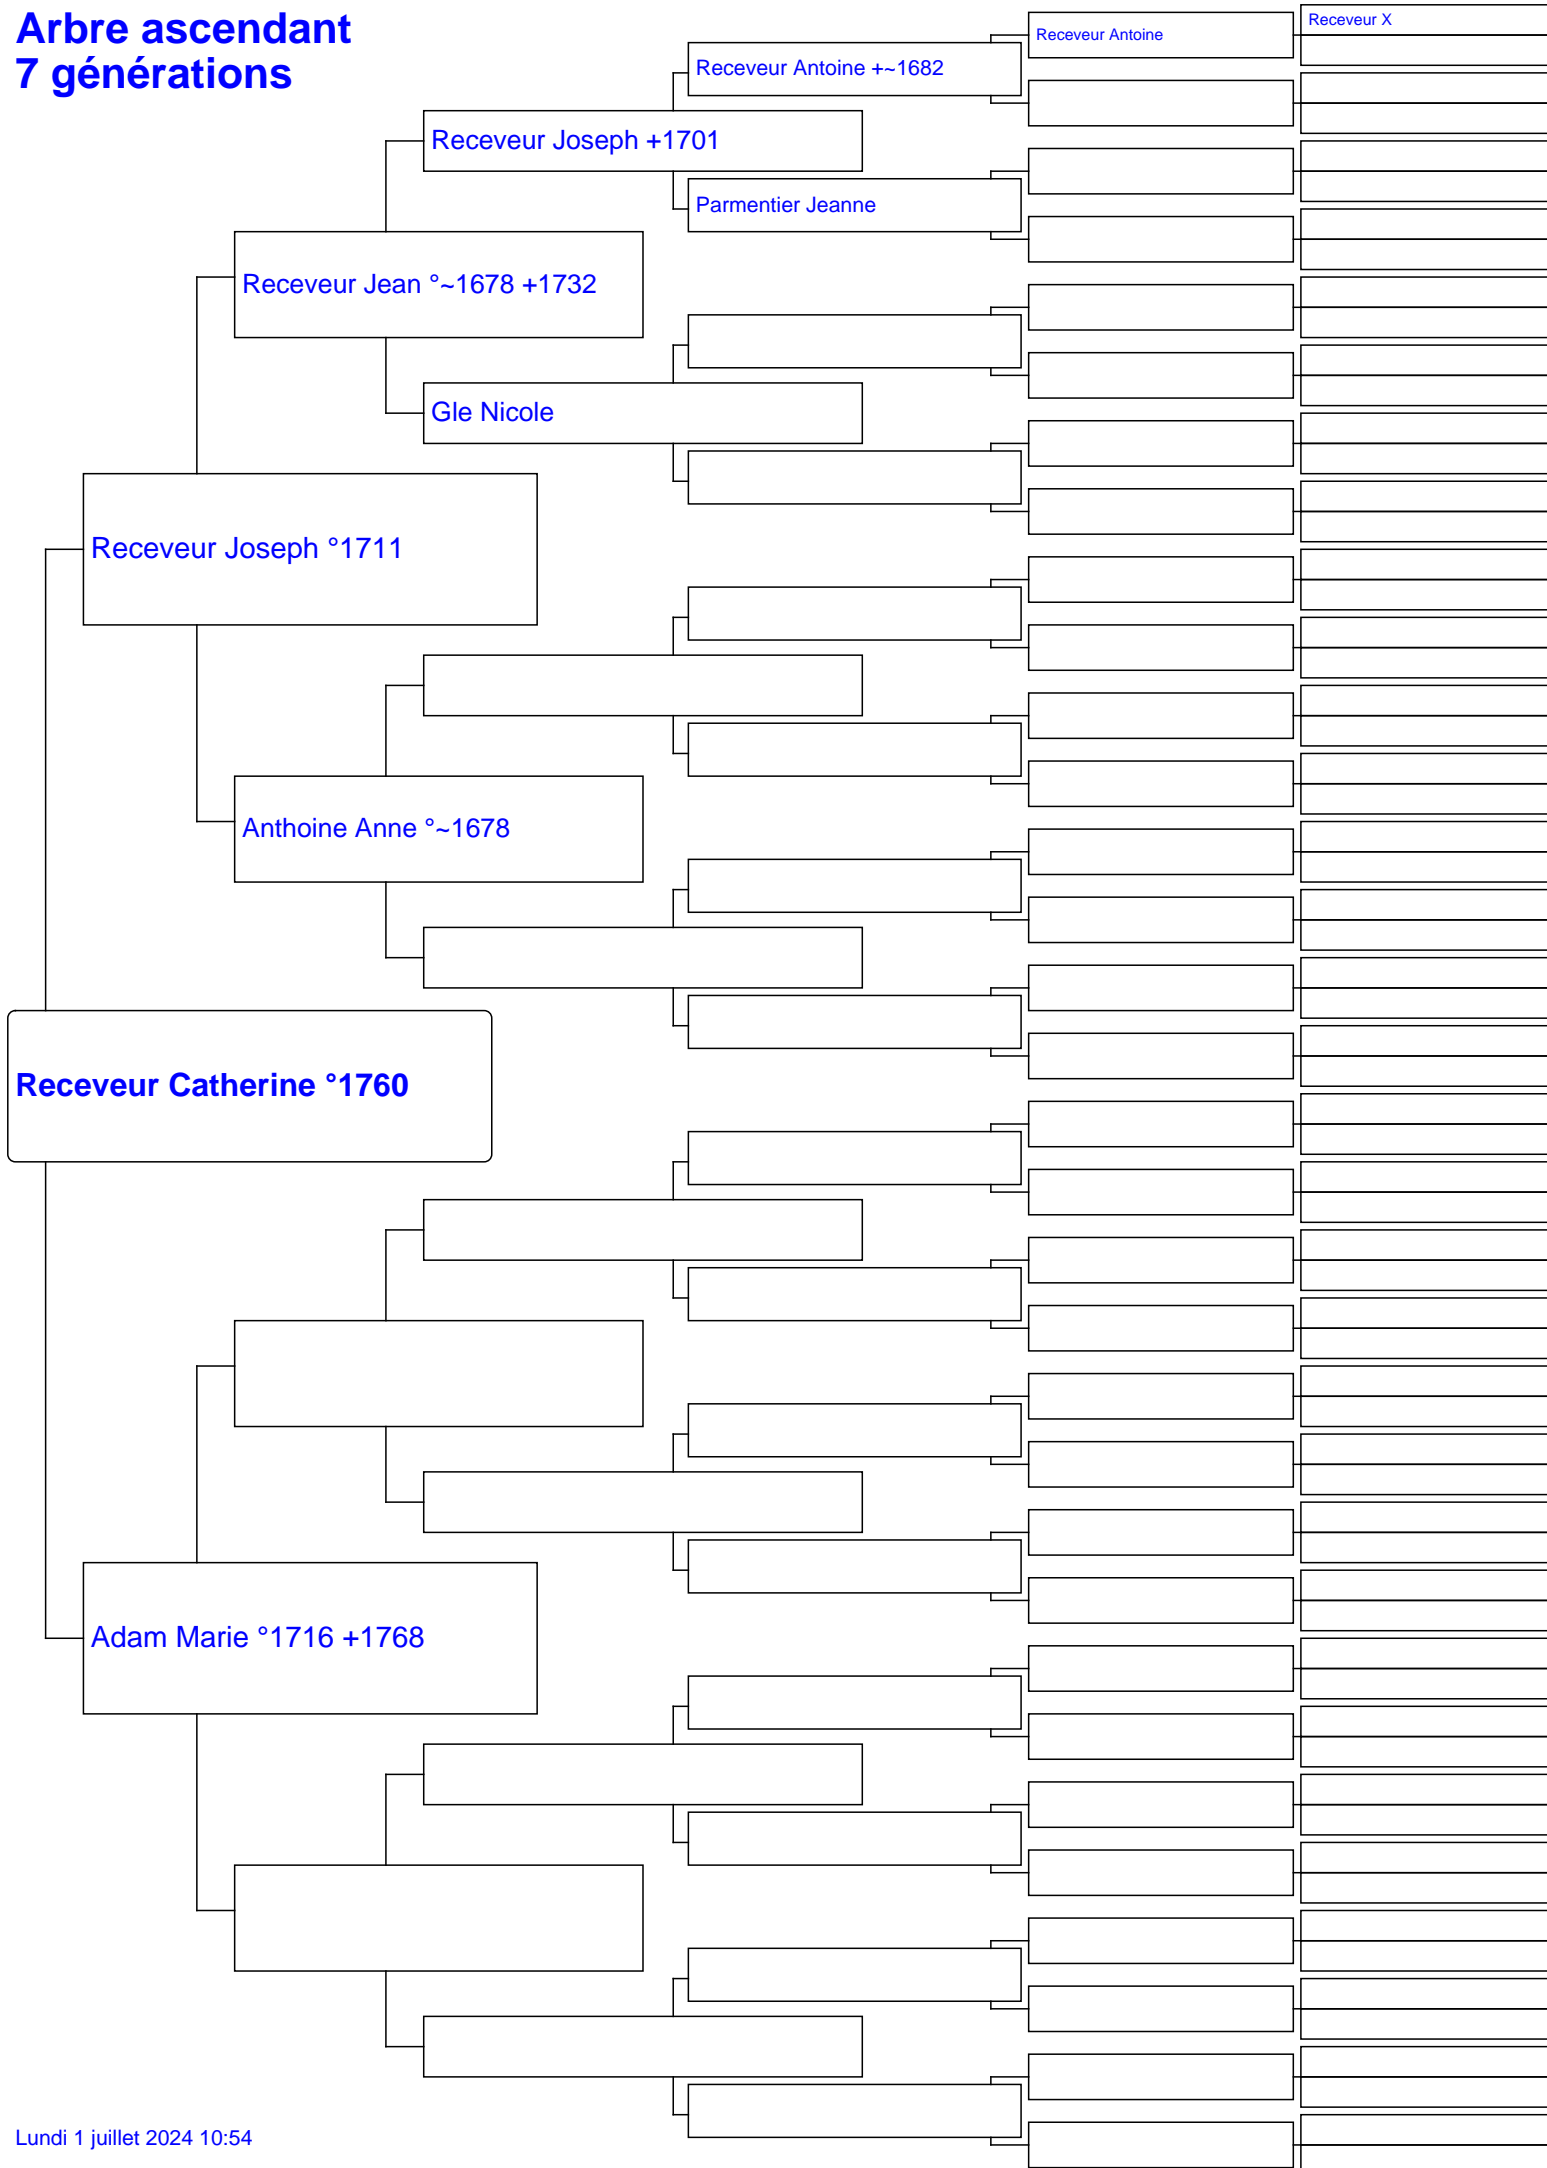 Arbre ascendant
7 générations
Receveur X
Receveur Antoine
Receveur Antoine +~1682
Receveur Joseph +1701
Parmentier Jeanne
Receveur Jean °~1678 +1732
Gle Nicole
Receveur Joseph °1711
Anthoine Anne °~1678
Receveur Catherine °1760
Adam Marie °1716 +1768
Lundi 1 juillet 2024 10:54